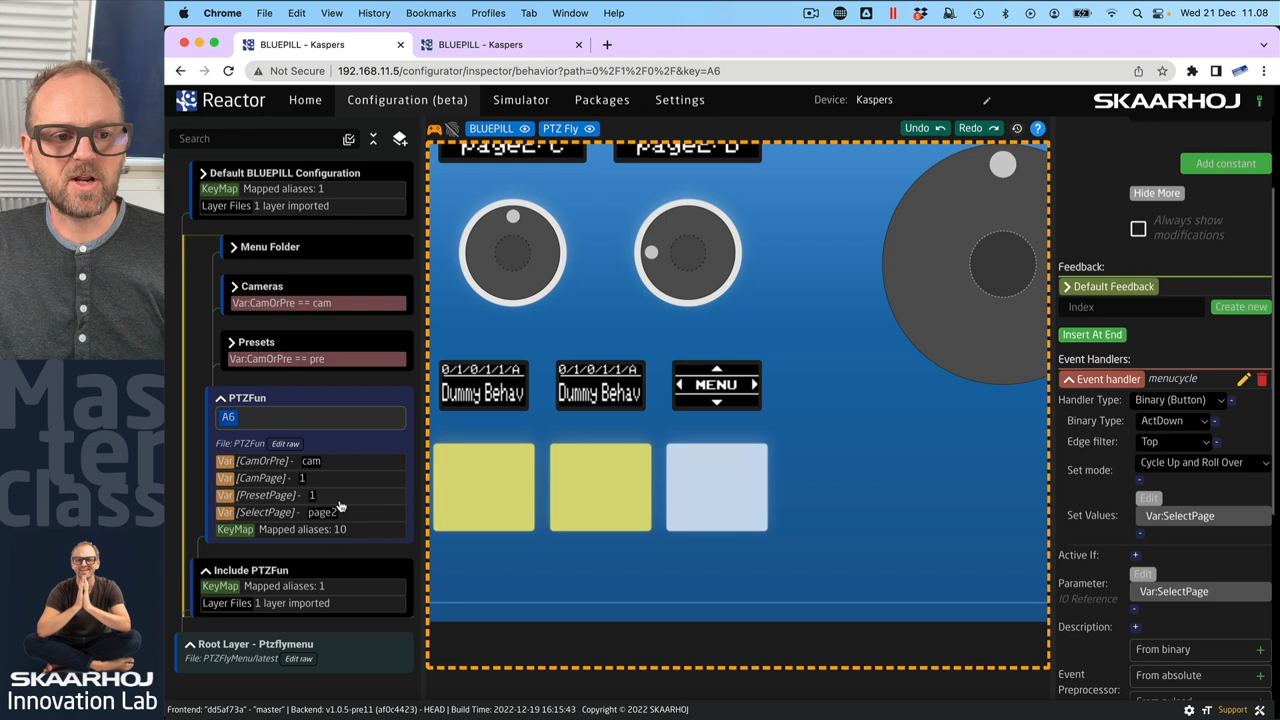 Chrome File Edit View History Bookmarks Profiles Tab Window Help Wed 21 Dec 11.08
BLUEPILL - Kaspers
BLUEPILL - Kaspers
Not Secure 192.168.11.5/configurator/inspector/behavior?path=0%2F1%2F0%2F&key=A6
Reactor Home Configuration (beta) Simulator Packages Settings Device: Kaspers SKAARHOJ
Search
BLUEPILL PTZ Fly Undo Redo ?
Default BLUEPILL Configuration
KeyMap Mapped aliases: 1
Layer Files 1 layer imported
Menu Folder
Cameras
Var:CamOrPre == cam
Presets
Var:CamOrPre == pre
PTZFun
A6
File: PTZFun Edit raw
Var [CamOrPre] - cam
Var [CamPage] - 1
Var [PresetPage] - 1
Var [SelectPage] - page2
KeyMap Mapped aliases: 10
Include PTZFun
KeyMap Mapped aliases: 1
Layer Files 1 layer imported
Root Layer - Ptzflymenu
File: PTZFlyMenu/latest Edit raw
page2: C
page2: D
0/1/0/1/1/A
Dummy Behav
0/1/0/1/1/A
Dummy Behav
MENU
Add constant
Hide More
Always show
modifications
Feedback:
Default Feedback
Index Create new
Insert At End
Event Handlers:
Event handler menucycle
Handler Type: Binary (Button)
Binary Type: ActDown
Edge filter: Top
Set mode: Cycle Up and Roll Over
Edit
Set Values: Var:SelectPage
Active If: +
Edit
Parameter: Var:SelectPage
IO Reference
Description: +
From binary +
Event
Preprocessor:
From absolute +
Master
Class
SKAARHOJ
Innovation Lab
Frontend: "dd5af73a" - "master" | Backend: v1.0.5-pre11 (af0c4423) - HEAD | Build Time: 2022-12-19 16:15:43 Copyright © 2022 SKAARHOJ
Support